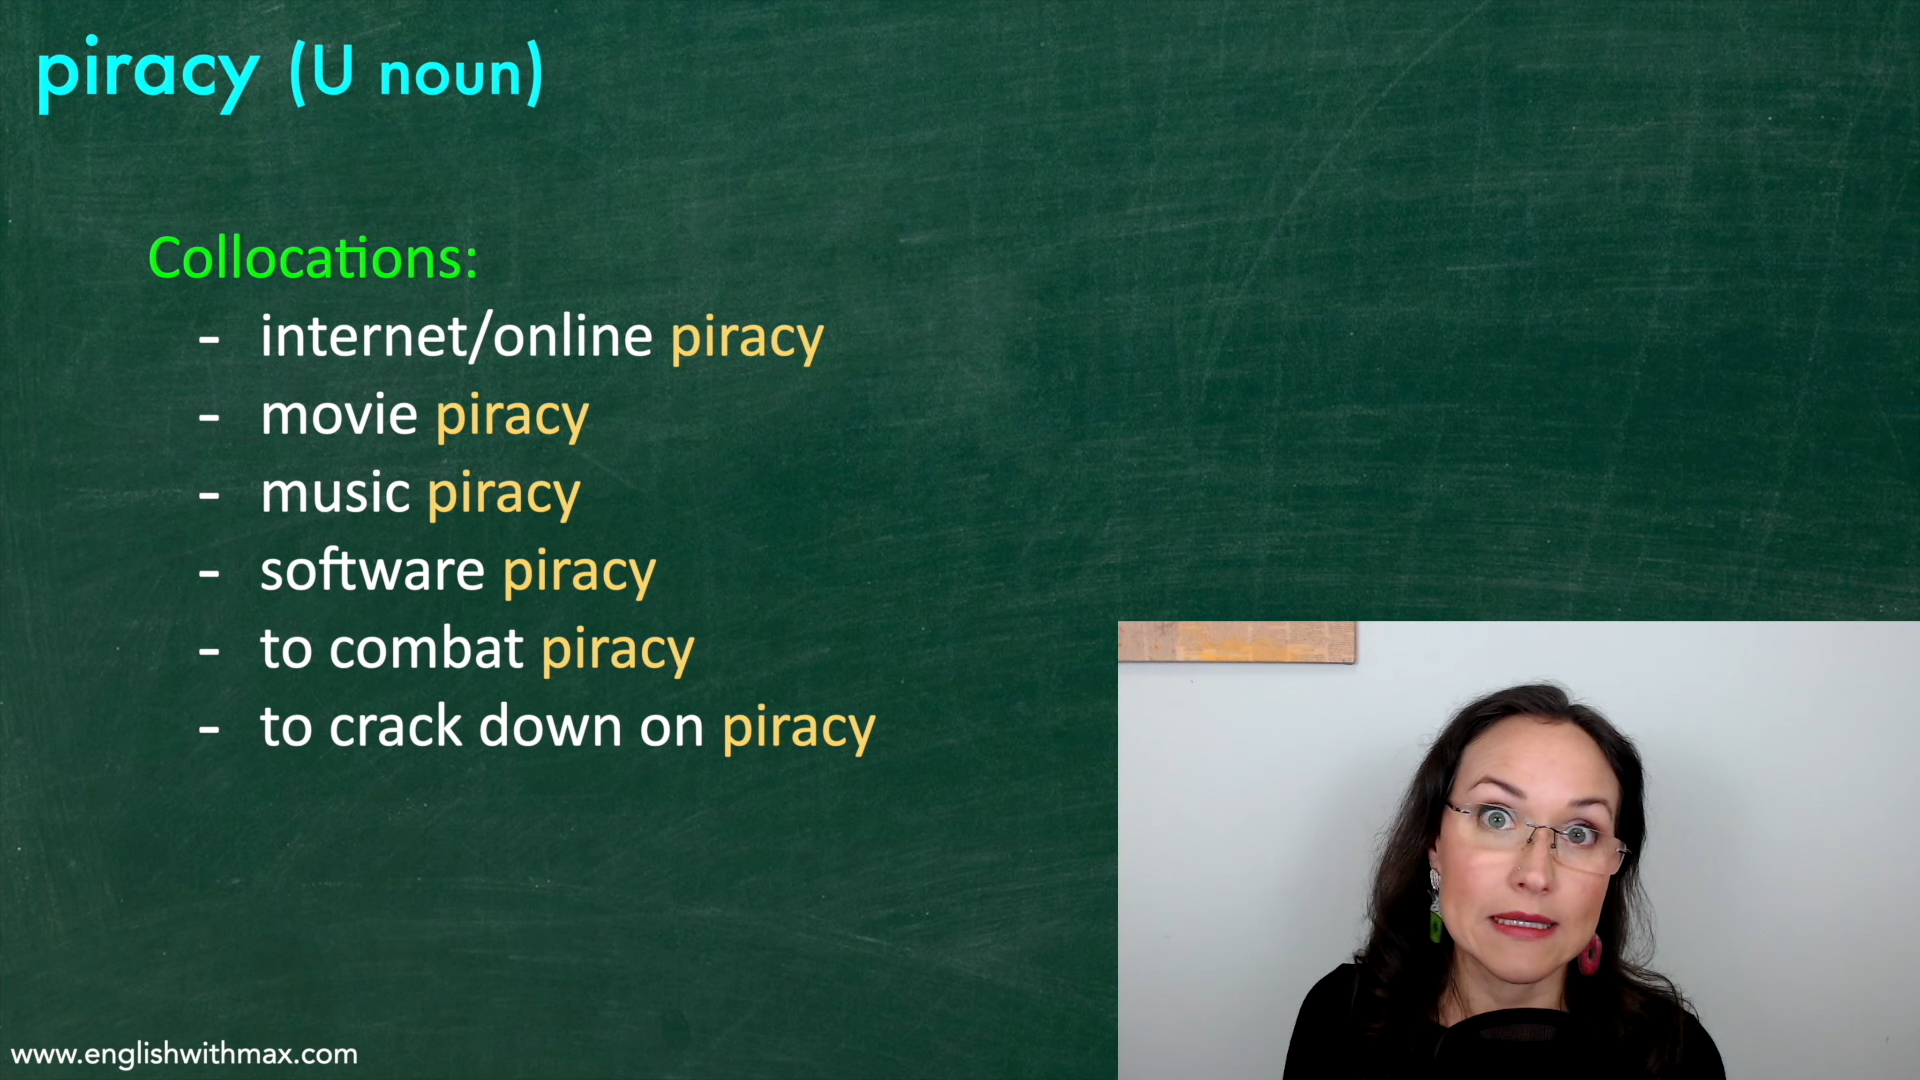 piracy (U noun)
Collocations:
- internet/online piracy
- movie piracy
- music piracy
- software piracy
- to combat piracy
- to crack down on piracy
www.englishwithmax.com